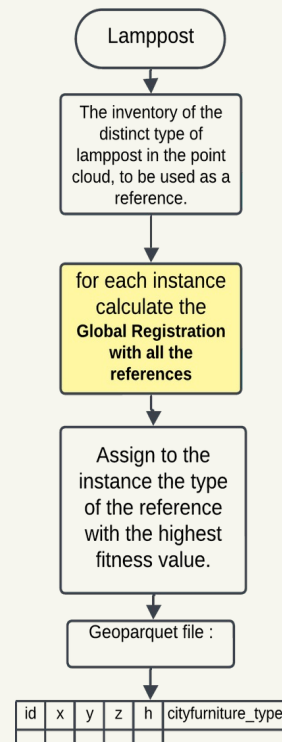 Lamppost
The inventory of the
distinct type of
lamppost in the point
cloud, to be used as a
reference.
for each instance
calculate the
Global Registration
with all the
references
Assign to the
instance the type
of the reference
with the highest
fitness value.
Geoparquet file :
id x y z h cityfurniture_type